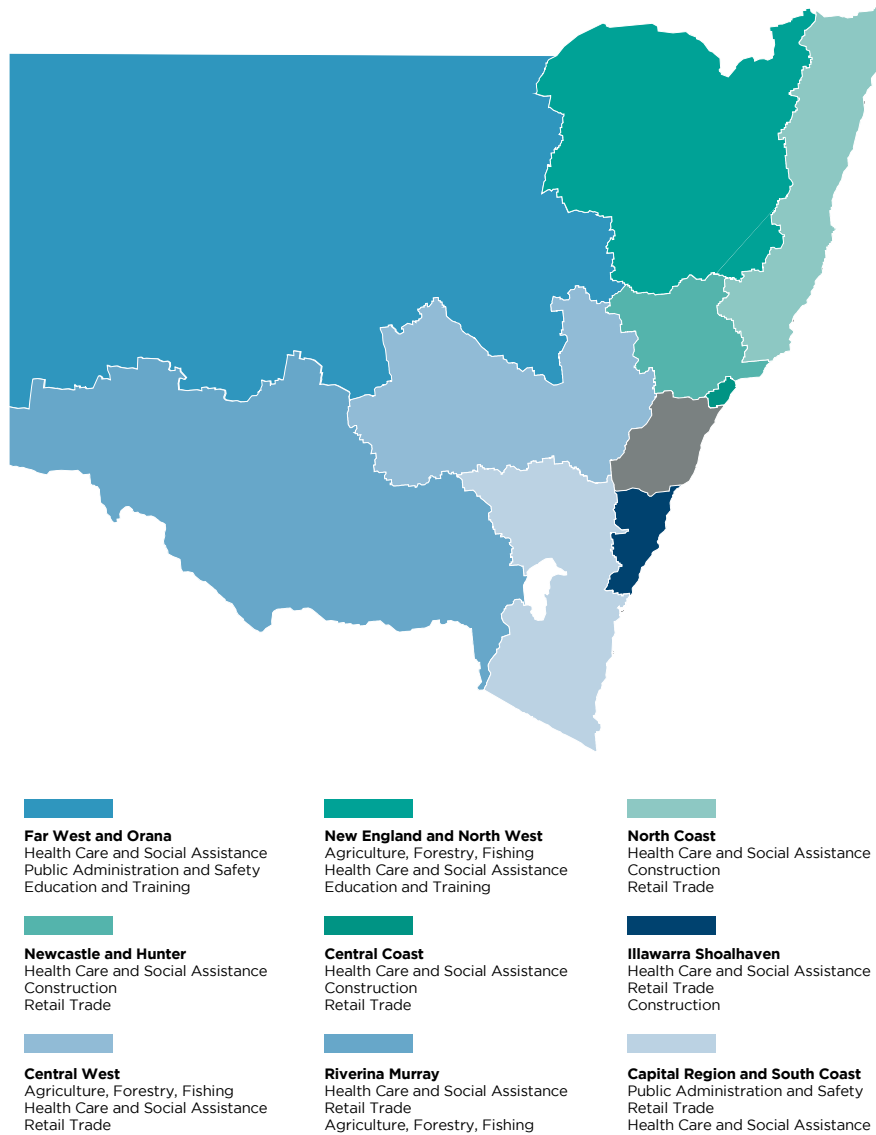 Far West and Orana
Health Care and Social Assistance
Public Administration and Safety
Education and Training
New England and North West
Agriculture, Forestry, Fishing
Health Care and Social Assistance
Education and Training
North Coast
Health Care and Social Assistance
Construction
Retail Trade
Newcastle and Hunter
Health Care and Social Assistance
Construction
Retail Trade
Central Coast
Health Care and Social Assistance
Construction
Retail Trade
Illawarra Shoalhaven
Health Care and Social Assistance
Retail Trade
Construction
Central West
Agriculture, Forestry, Fishing
Health Care and Social Assistance
Retail Trade
Riverina Murray
Health Care and Social Assistance
Retail Trade
Agriculture, Forestry, Fishing
Capital Region and South Coast
Public Administration and Safety
Retail Trade
Health Care and Social Assistance